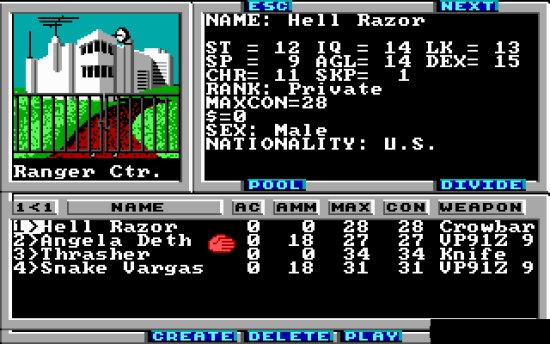 ESC NEXT
NAME: Hell Razor
ST = 12 IQ = 14 LK = 13
SP = 9 AGL= 14 DEX= 15
CHR= 11 SKP= 1
RANK: Private
MAXCON=28
$=0
SEX: Male
NATIONALITY: U.S.
Ranger Ctr.
POOL DIVIDE
1<1 NAME AC AMM MAX CON WEAPON
1>Hell Razor 0 0 28 28 Crowbar
2>Angela Deth 0 18 27 27 VP91Z 9
3>Thrasher 0 0 34 34 Knife
4>Snake Vargas 0 18 31 31 VP91Z 9
CREATE DELETE PLAY